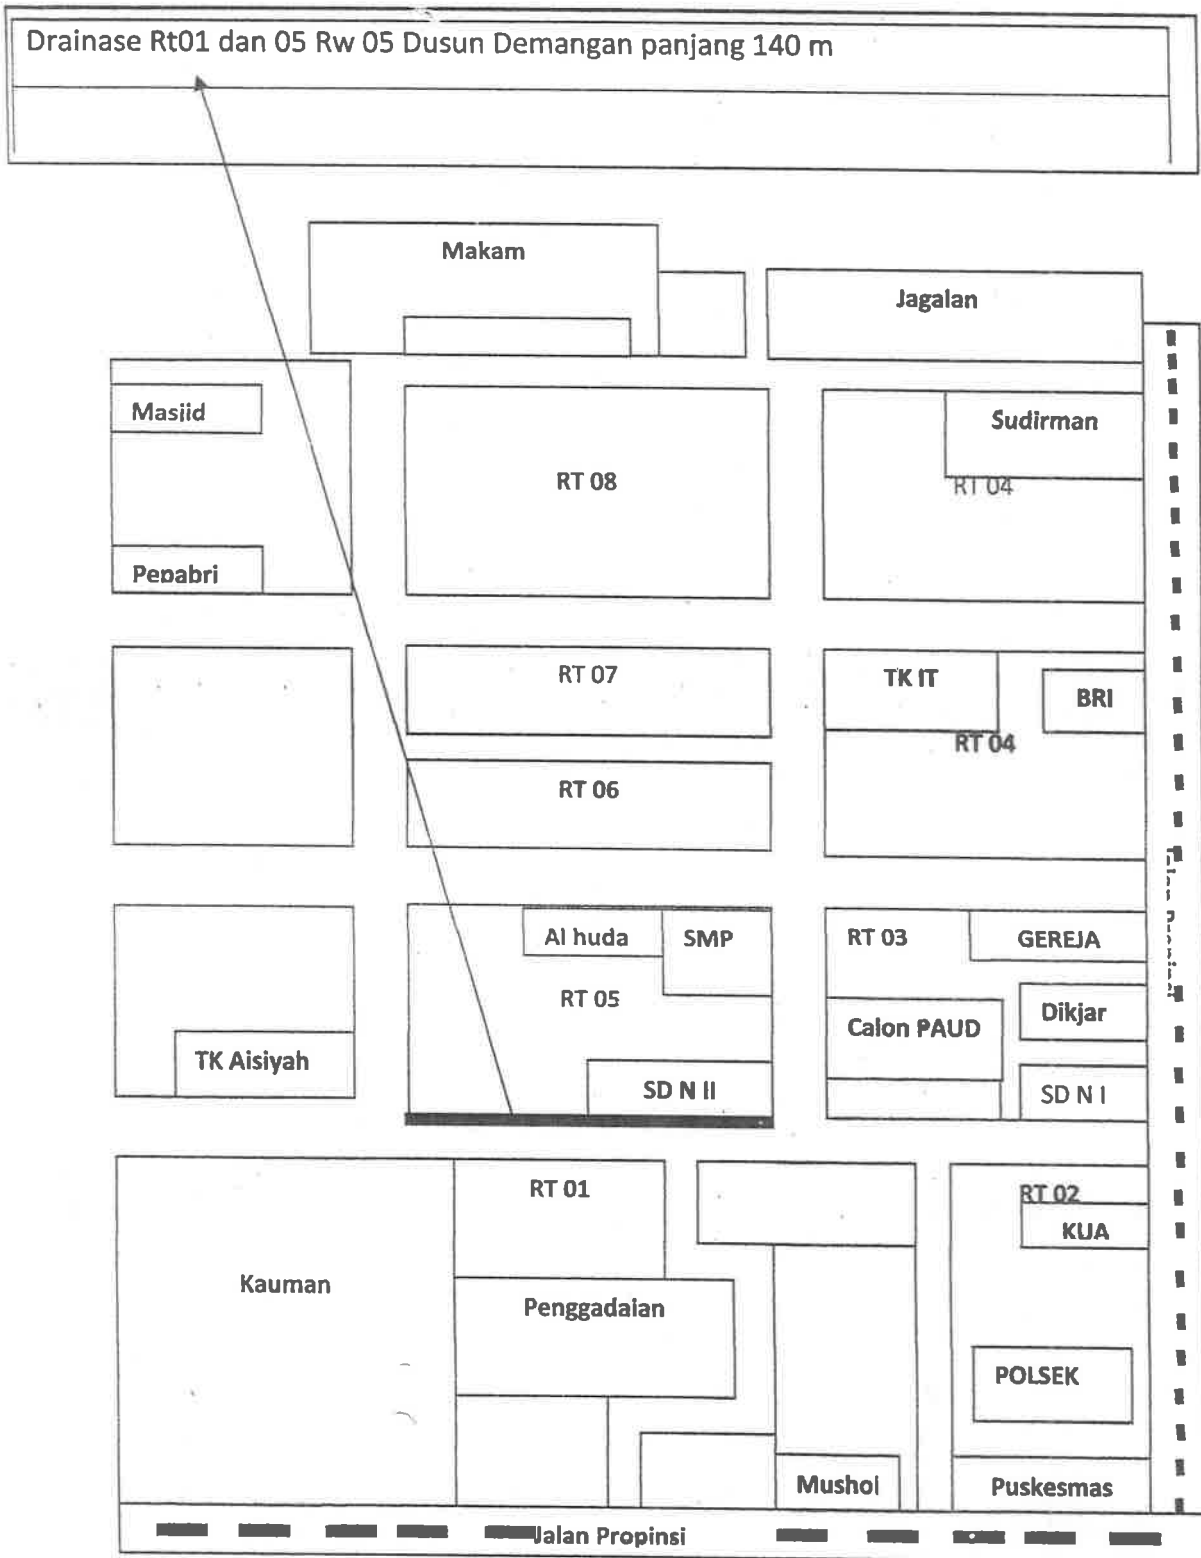 Drainase Rt01 dan 05 Rw 05 Dusun Demangan panjang 140 m
Makam
Jagalan
Masjid
Sudirman
RT 08
RT 04
Pepabri
RT 07
TK IT
BRI
RT 04
RT 06
Al huda
SMP
RT 03
GEREJA
RT 05
Calon PAUD
Dikjar
TK Aisiyah
SD N II
SD N I
RT 01
RT 02
KUA
Kauman
Penggadaian
POLSEK
Mushol
Puskesmas
Jalan Propinsi